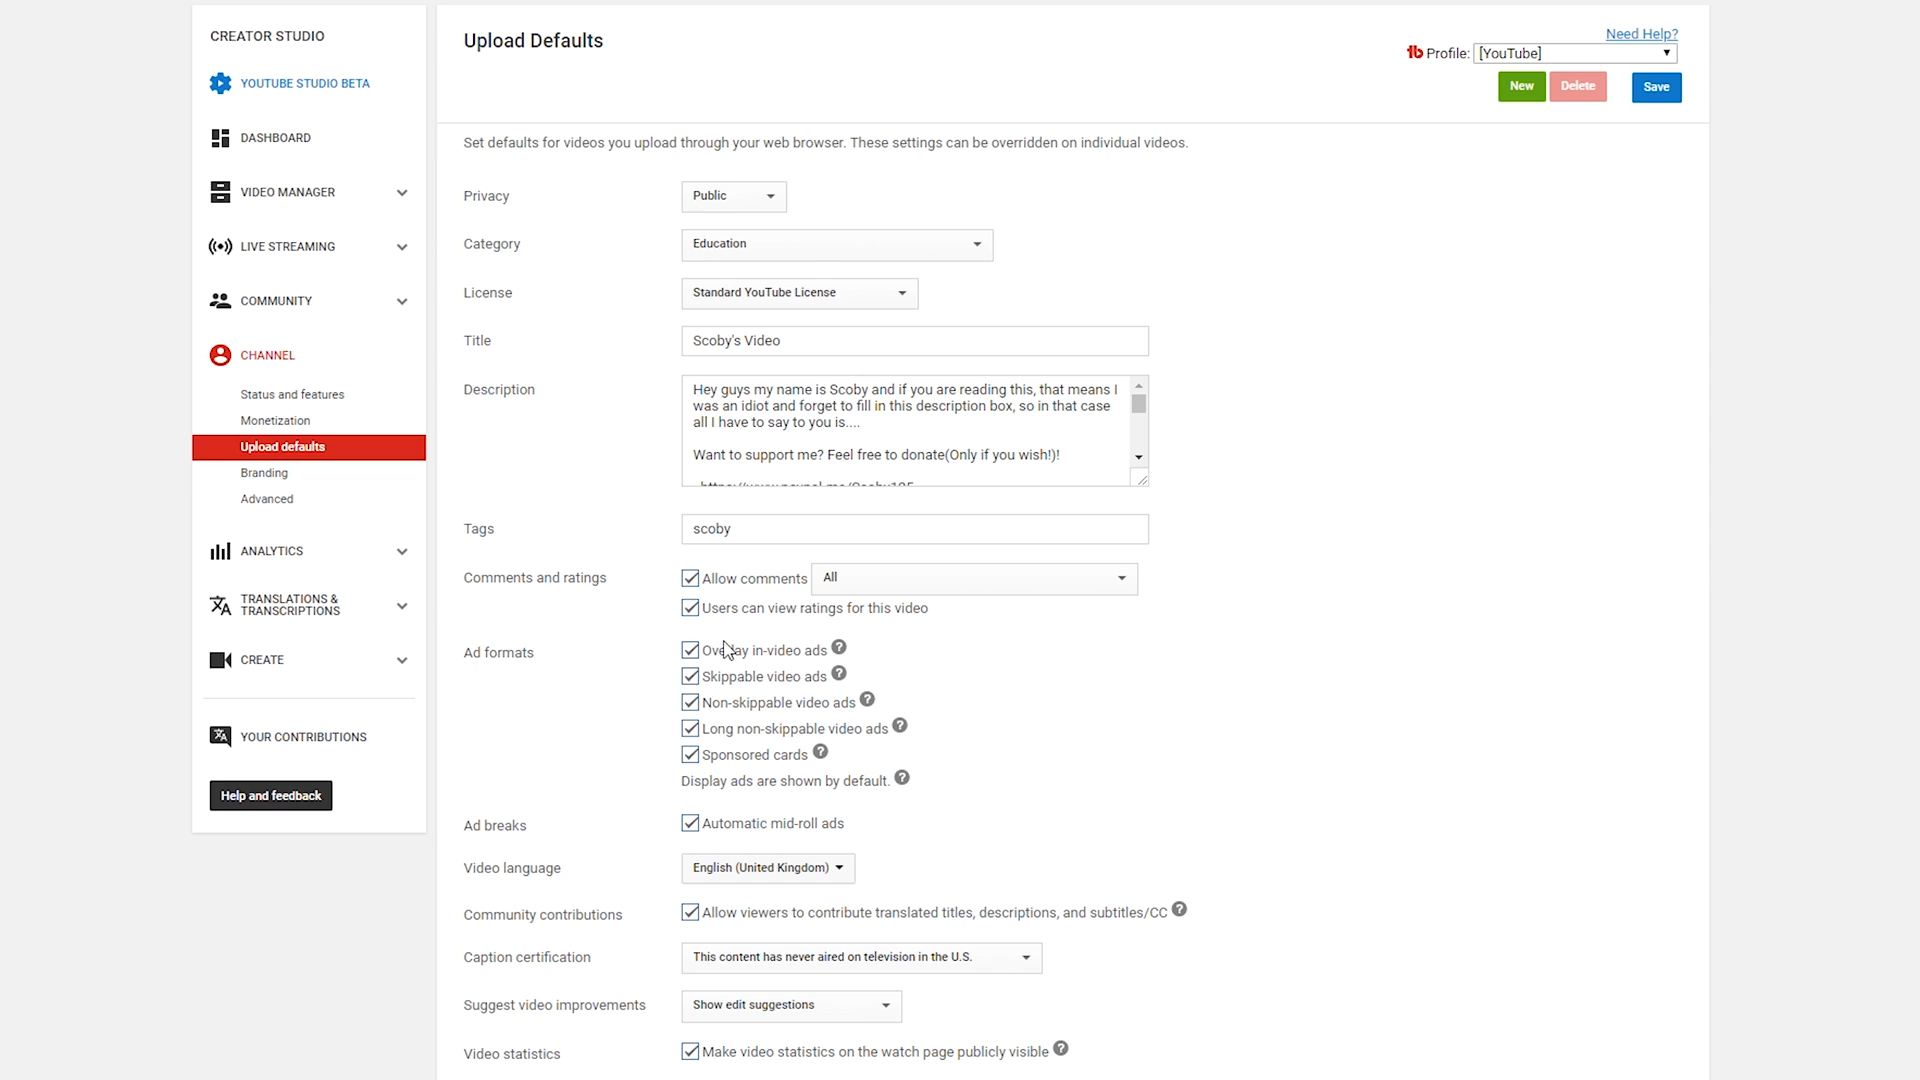 CREATOR STUDIO
YOUTUBE STUDIO BETA
DASHBOARD
VIDEO MANAGER
LIVE STREAMING
COMMUNITY
CHANNEL
Status and features
Monetization
Upload defaults
Branding
Advanced
ANALYTICS
TRANSLATIONS &
TRANSCRIPTIONS
CREATE
YOUR CONTRIBUTIONS
Help and feedback
Upload Defaults
Need Help?
tb Profile: [YouTube]
New Delete Save
Set defaults for videos you upload through your web browser. These settings can be overridden on individual videos.
Privacy Public
Category Education
License Standard YouTube License
Title Scoby's Video
Description Hey guys my name is Scoby and if you are reading this, that means I
was an idiot and forget to fill in this description box, so in that case
all I have to say to you is....
Want to support me? Feel free to donate(Only if you wish!)!
Tags scoby
Comments and ratings Allow comments All
Users can view ratings for this video
Ad formats Overlay in-video ads ?
Skippable video ads ?
Non-skippable video ads ?
Long non-skippable video ads ?
Sponsored cards ?
Display ads are shown by default. ?
Ad breaks Automatic mid-roll ads
Video language English (United Kingdom)
Community contributions Allow viewers to contribute translated titles, descriptions, and subtitles/CC ?
Caption certification This content has never aired on television in the U.S.
Suggest video improvements Show edit suggestions
Video statistics Make video statistics on the watch page publicly visible ?